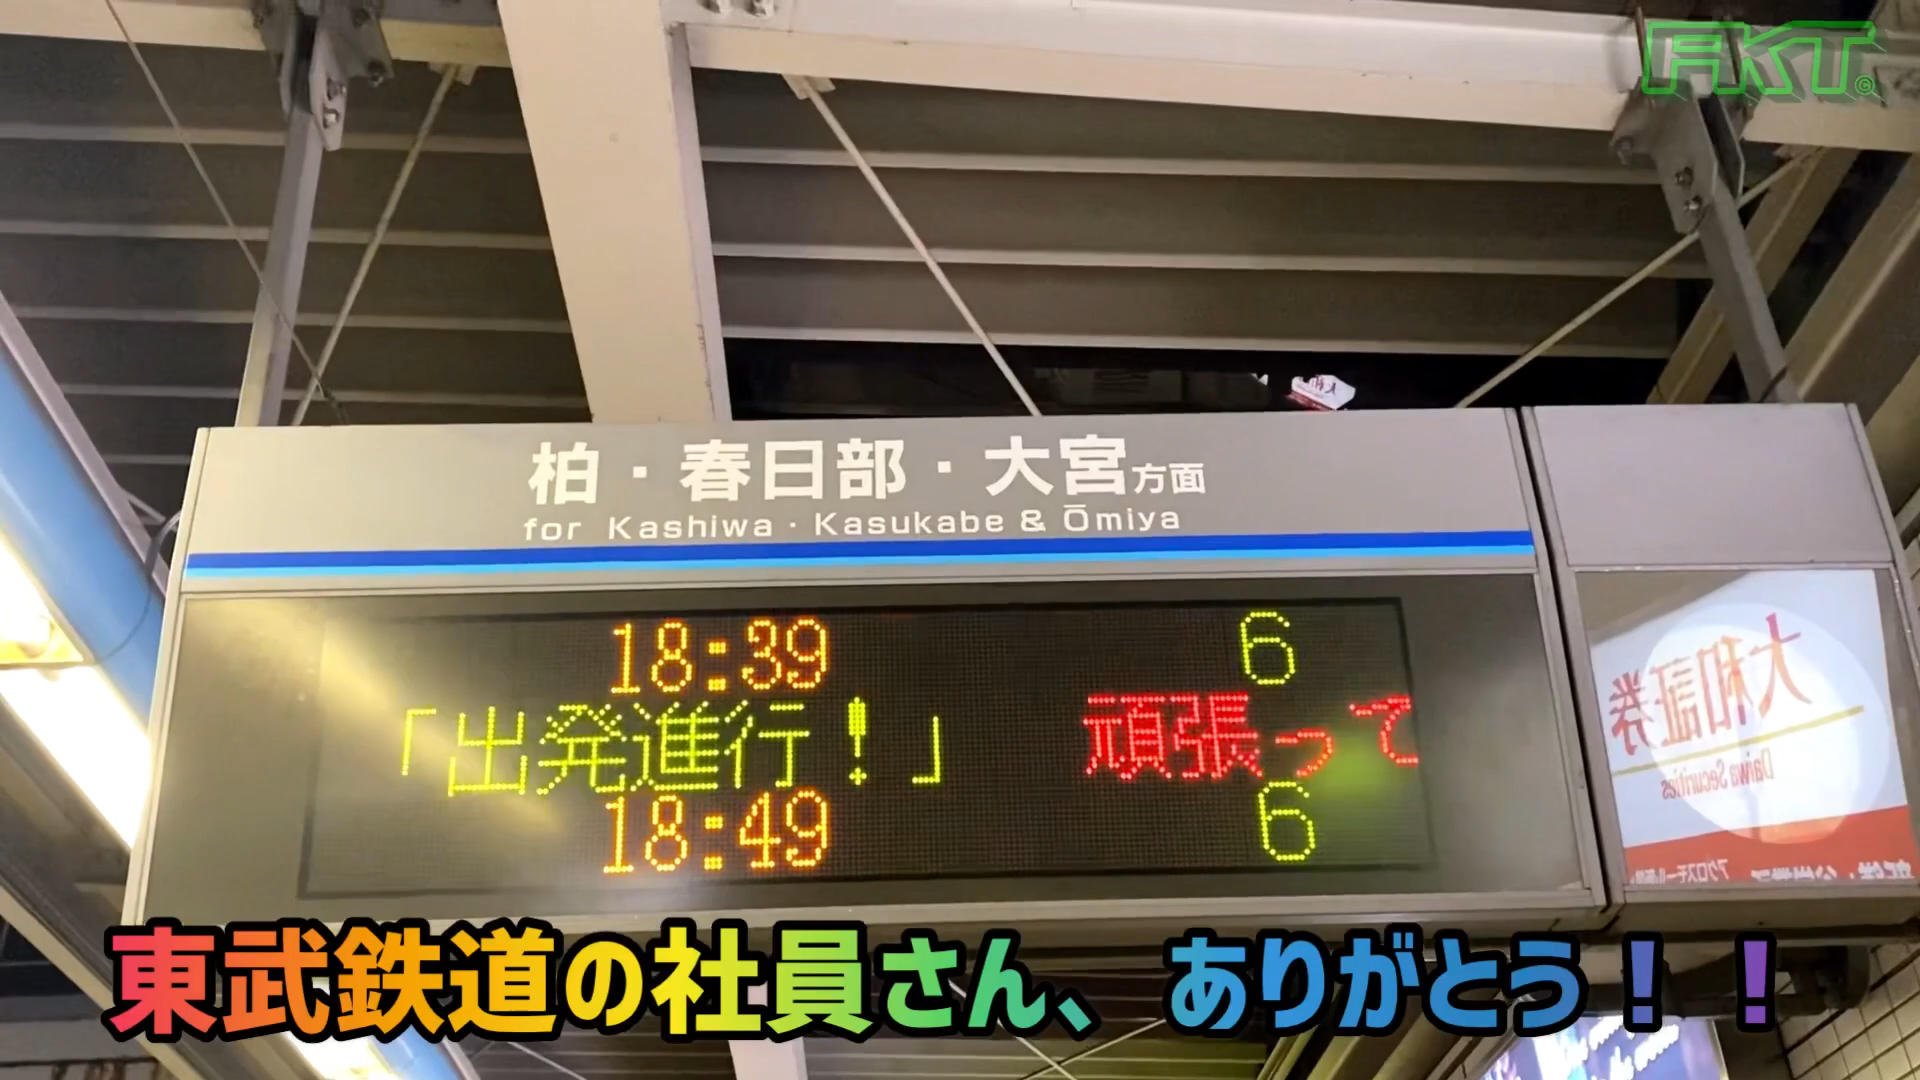 FKT
©
柏・春日部・大宮方面
for Kashiwa・Kasukabe & Ōmiya
18:39 6
「出発進行!」 頑張って
18:49 6
大和証券
Daiwa Securities
東武鉄道の社員さん、ありがとう!!